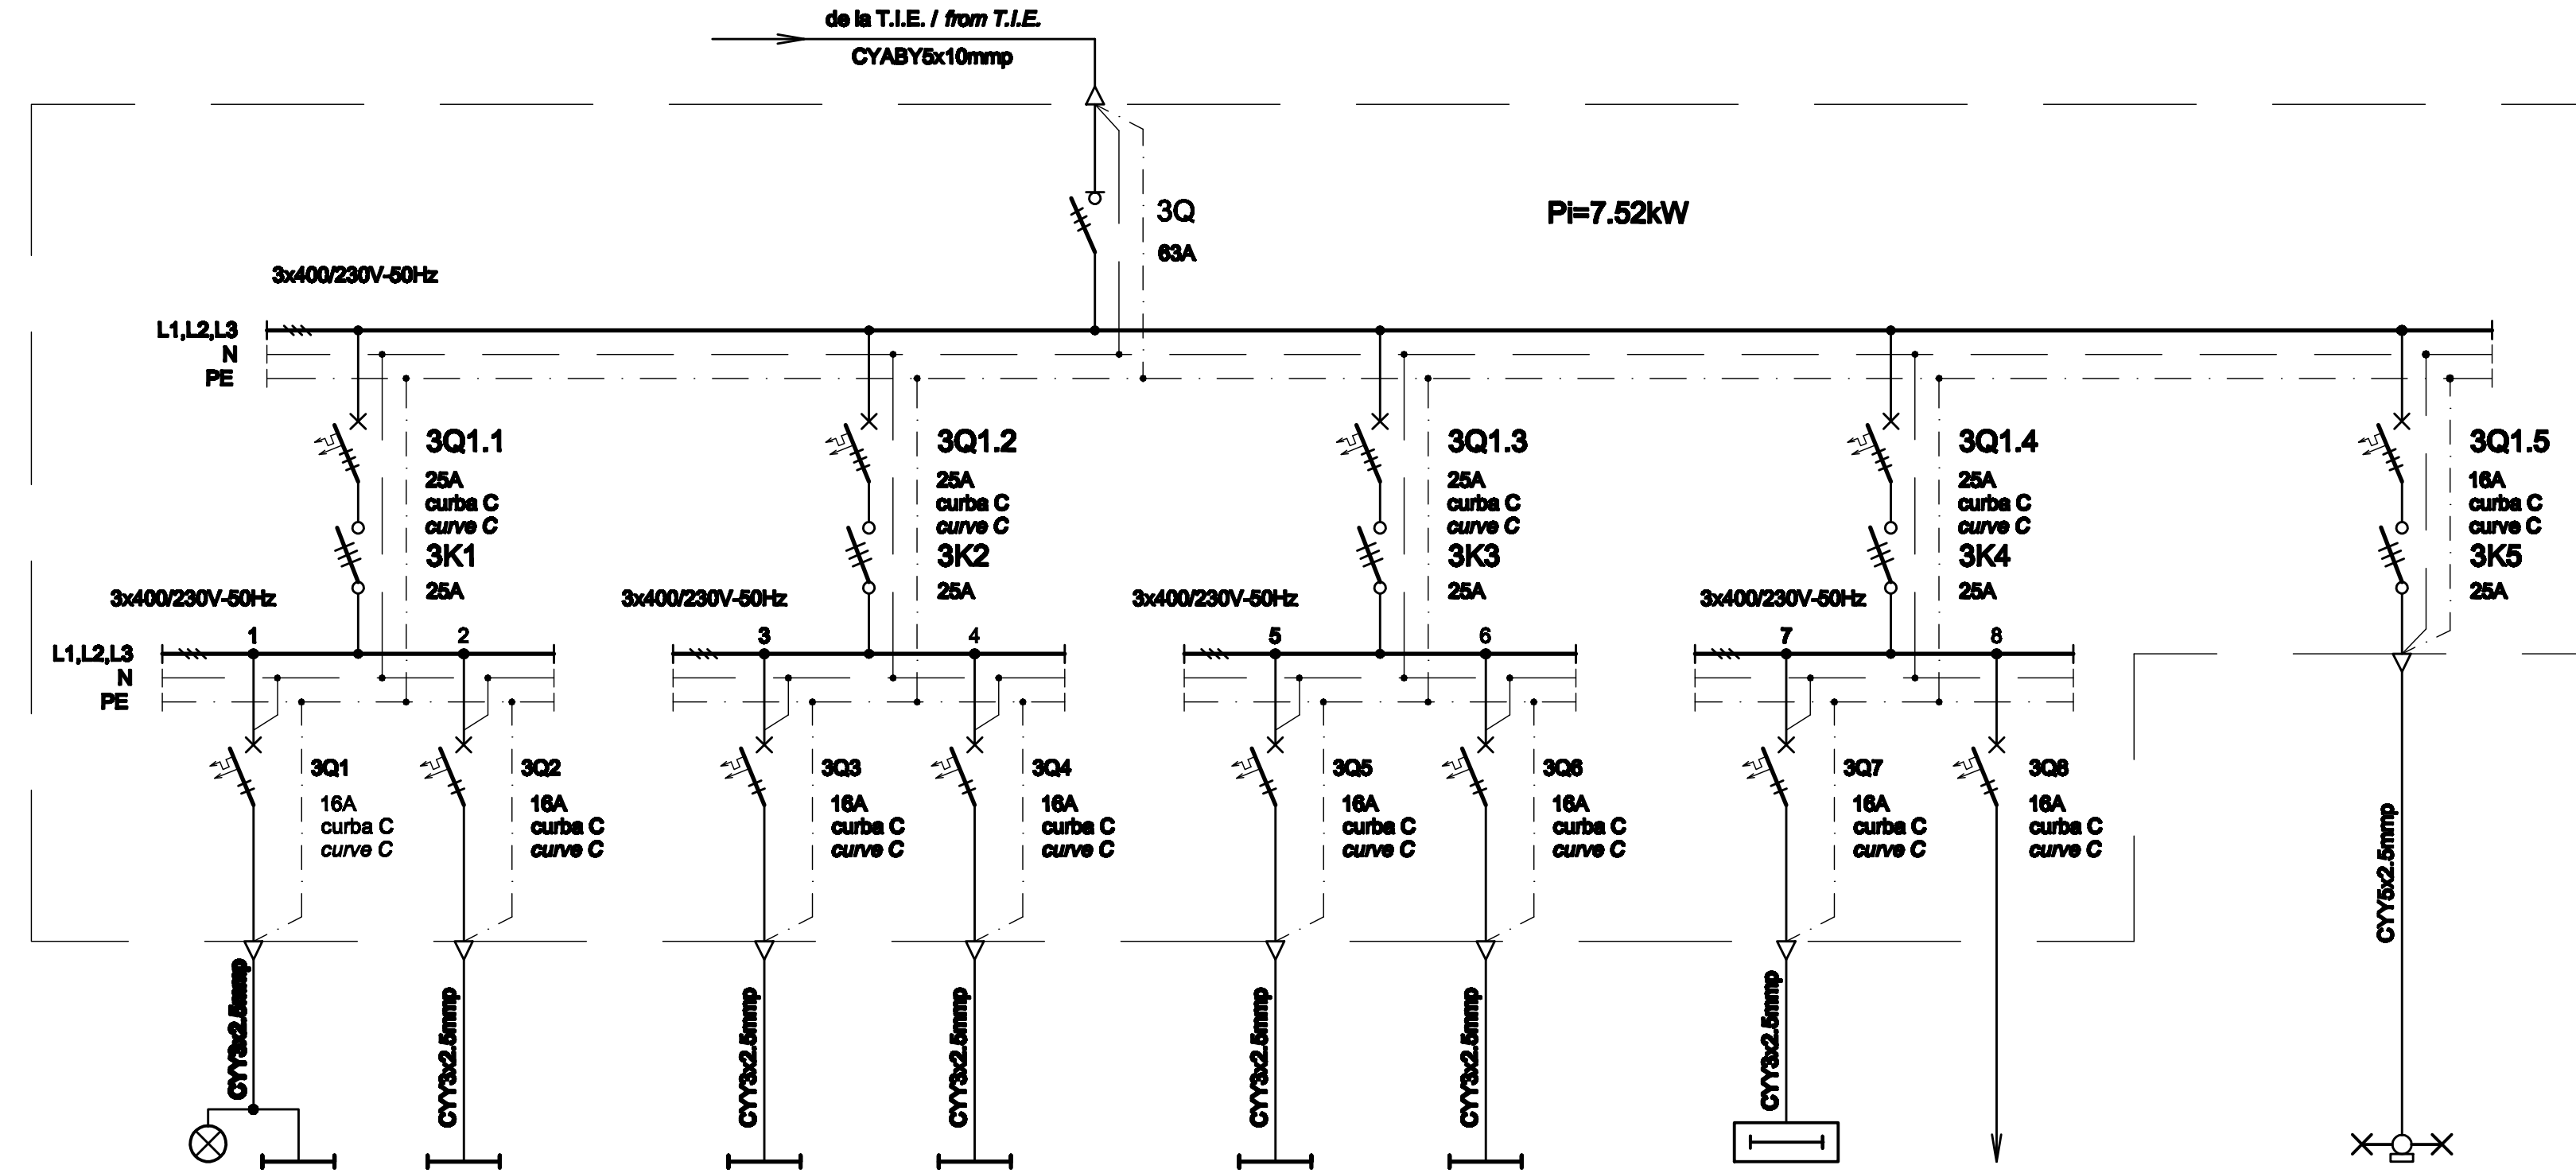 de la T.I.E. / from T.I.E.
CYABY5x10mmp
3Q
63A
Pi=7.52kW
3x400/230V-50Hz
L1,L2,L3
N
PE
3Q1.1
25A
curba C
curve C
3K1
25A
3Q1.2
25A
curba C
curve C
3K2
25A
3Q1.3
25A
curba C
curve C
3K3
25A
3Q1.4
25A
curba C
curve C
3K4
25A
3Q1.5
16A
curba C
curve C
3K5
25A
3x400/230V-50Hz
3x400/230V-50Hz
3x400/230V-50Hz
3x400/230V-50Hz
1
2
3
4
5
6
7
8
L1,L2,L3
N
PE
3Q1
16A
curba C
curve C
3Q2
16A
curba C
curve C
3Q3
16A
curba C
curve C
3Q4
16A
curba C
curve C
3Q5
16A
curba C
curve C
3Q6
16A
curba C
curve C
3Q7
16A
curba C
curve C
3Q8
16A
curba C
curve C
CYY3x2.5mmp
CYY3x2.5mmp
CYY3x2.5mmp
CYY3x2.5mmp
CYY3x2.5mmp
CYY3x2.5mmp
CYY3x2.5mmp
CYY5x2.5mmp